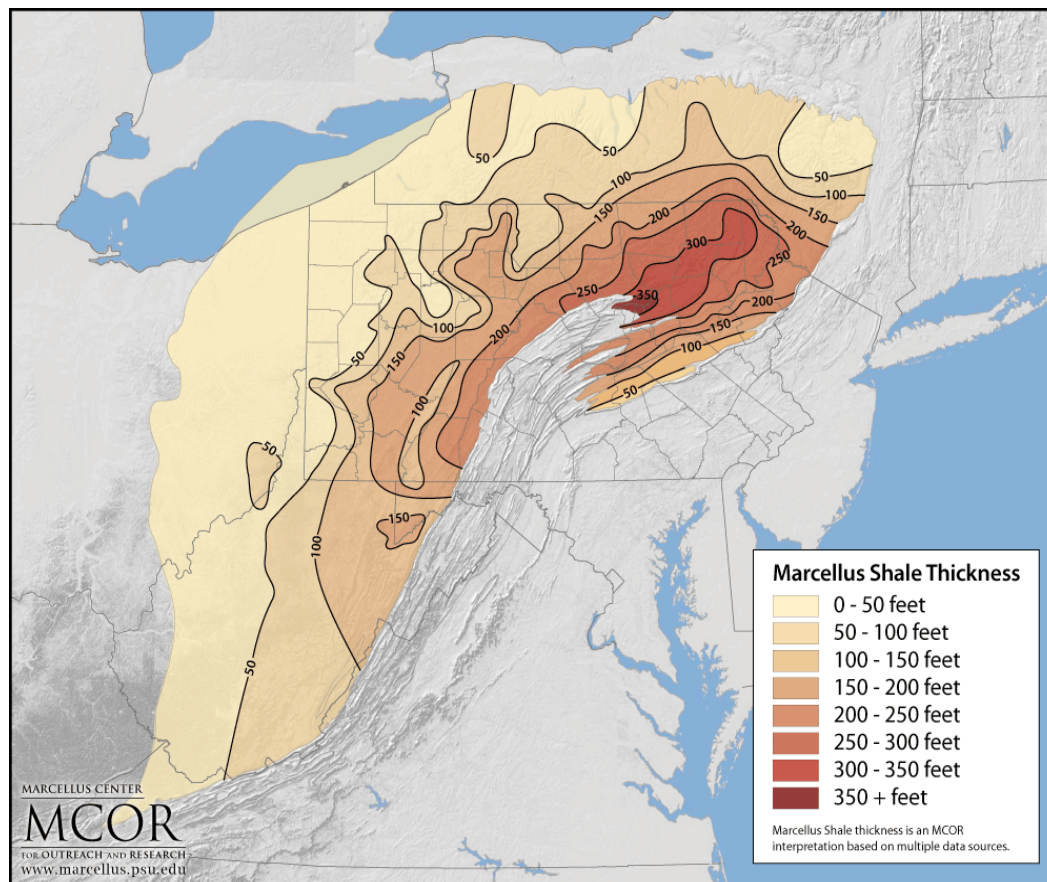 50
50
50
100
100
150
150
200
200
300
250
250
350
200
150
100
50
100
50
150
200
100
50
150
100
50
Marcellus Shale Thickness
0 - 50 feet
50 - 100 feet
100 - 150 feet
150 - 200 feet
200 - 250 feet
250 - 300 feet
300 - 350 feet
350 + feet
Marcellus Shale thickness is an MCOR
interpretation based on multiple data sources.
MARCELLUS CENTER
MCOR
FOR OUTREACH AND RESEARCH
www.marcellus.psu.edu